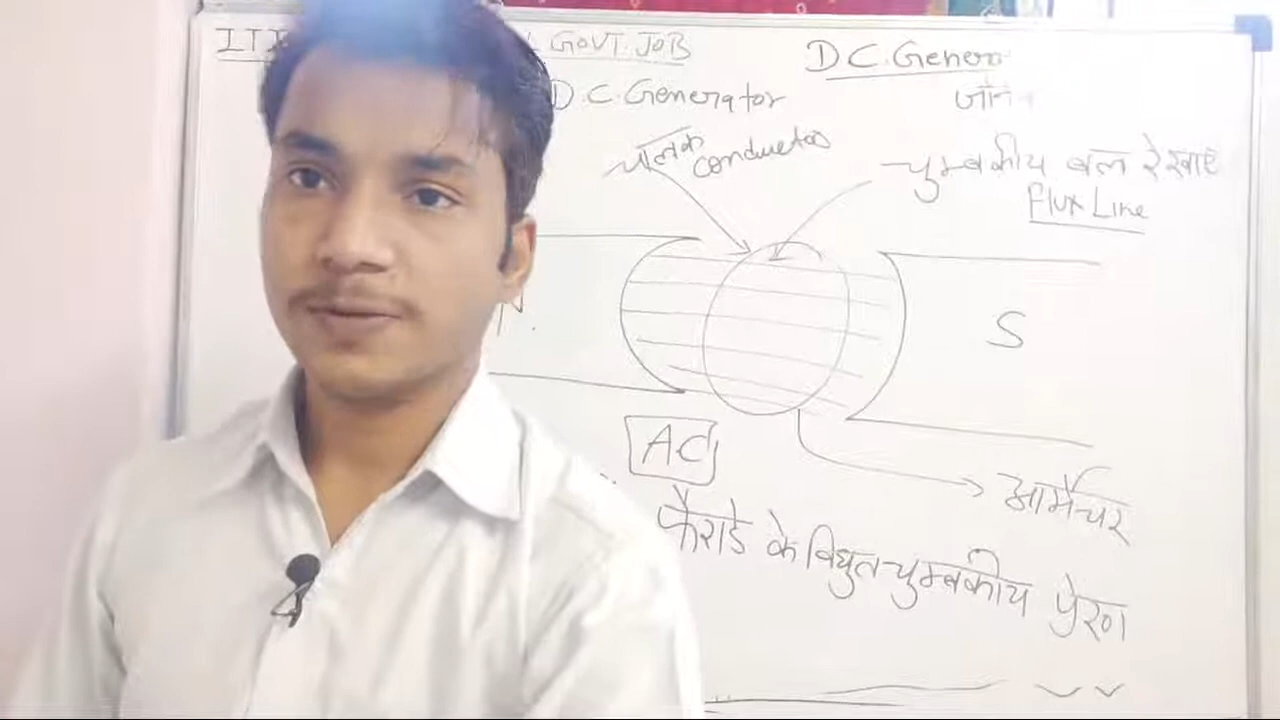 GOVT. JOB
D.C. Gener
D.C. Generator
जान
चालक
conductor
चुम्बकीय बल रेखाएं
Flux Line
N
S
AC
आर्मेचर
फैराडे के विधुत चुम्बकीय प्रेरण